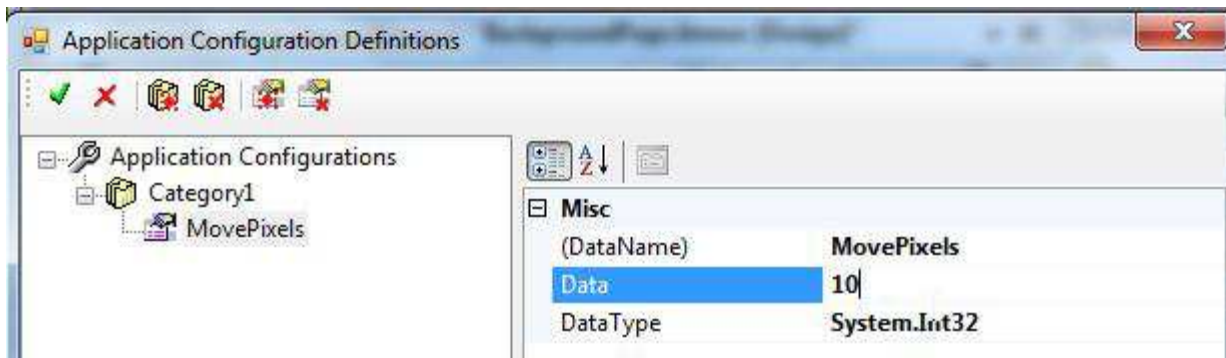 Application Configuration Definitions
Application Configurations
Category1
MovePixels
Misc
(DataName) MovePixels
Data 10
DataType System.Int32